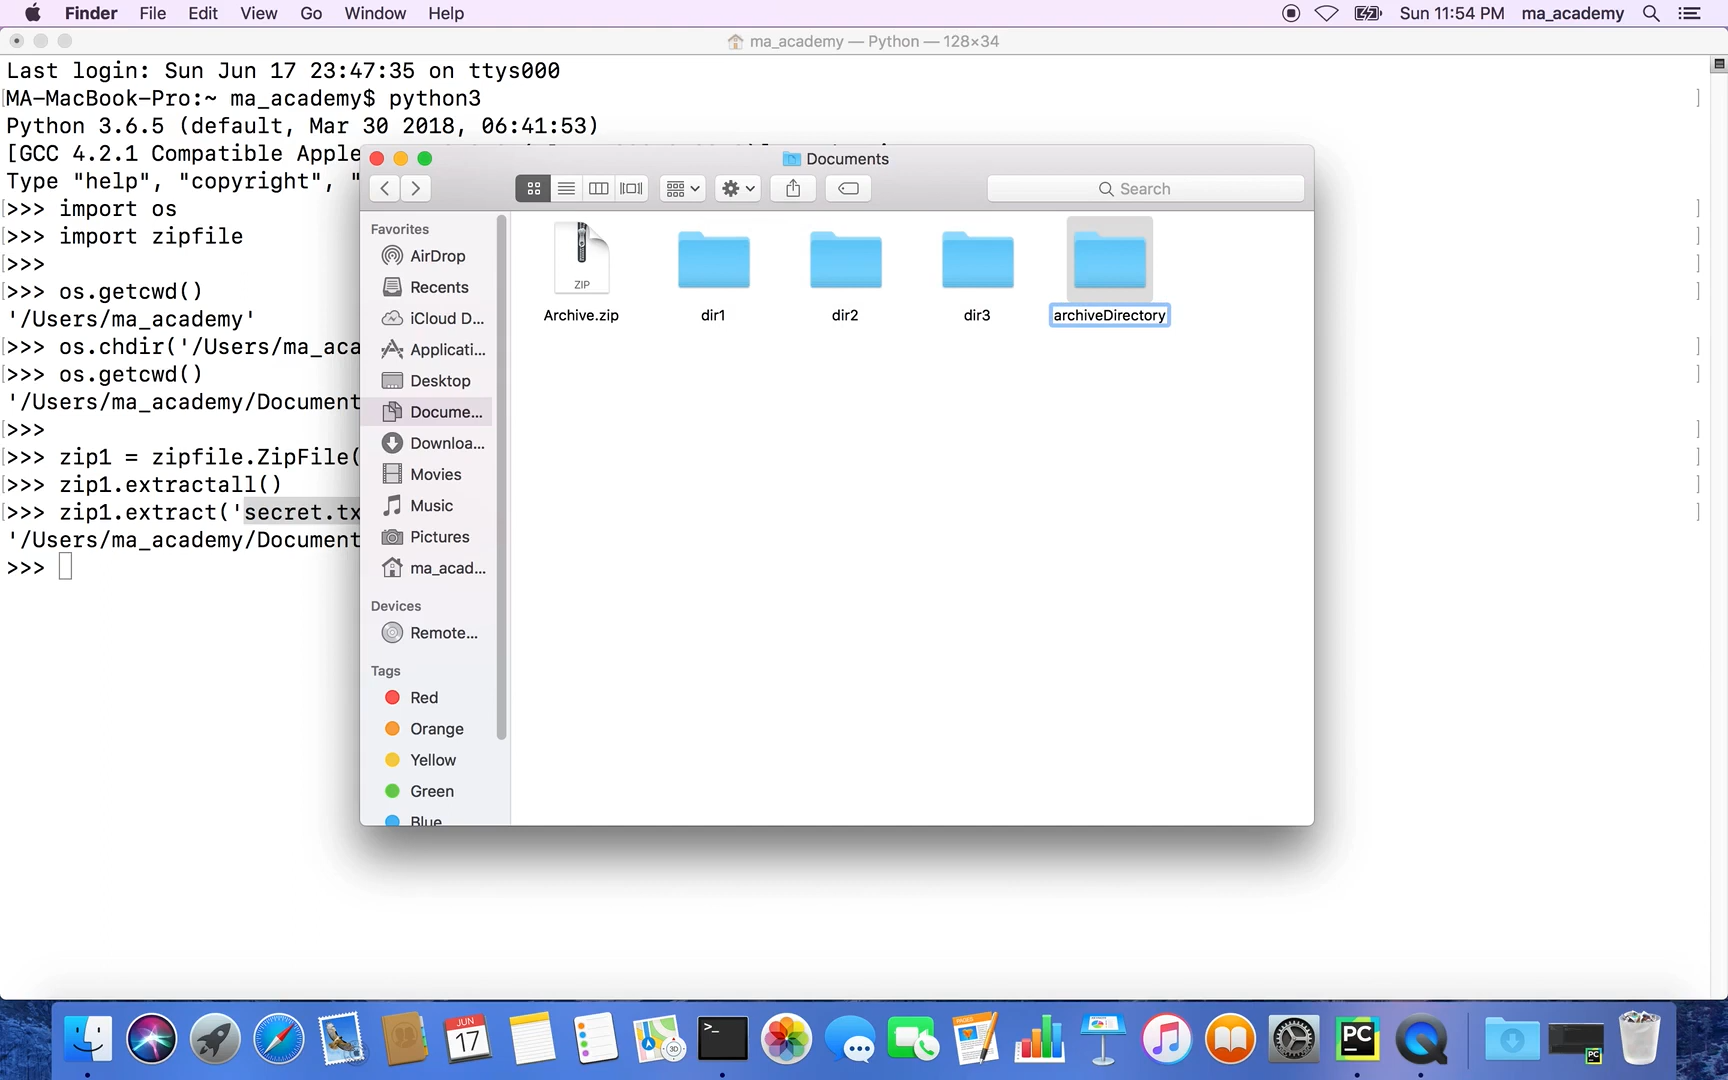 Finder File Edit View Go Window Help Sun 11:54 PM ma_academy
ma_academy — Python — 128×34
Last login: Sun Jun 17 23:47:35 on ttys000
[MA-MacBook-Pro:~ ma_academy$ python3 ]
Python 3.6.5 (default, Mar 30 2018, 06:41:53)
[GCC 4.2.1 Compatible Apple
Type "help", "copyright", "
[>>> import os ]
[>>> import zipfile ]
[>>> ]
[>>> os.getcwd() ]
'/Users/ma_academy'
[>>> os.chdir('/Users/ma_aca ]
[>>> os.getcwd() ]
'/Users/ma_academy/Document
[>>> ]
[>>> zip1 = zipfile.ZipFile( ]
[>>> zip1.extractall() ]
[>>> zip1.extract('secret.tx ]
'/Users/ma_academy/Document
>>>
Documents
Search
Favorites
AirDrop
Recents
iCloud D...
Applicati...
Desktop
Docume...
Downloa...
Movies
Music
Pictures
ma_acad...
Devices
Remote...
Tags
Red
Orange
Yellow
Green
Blue
ZIP
Archive.zip dir1 dir2 dir3 archiveDirectory
JUN
17
3D
>_
PAGES
PC
PC